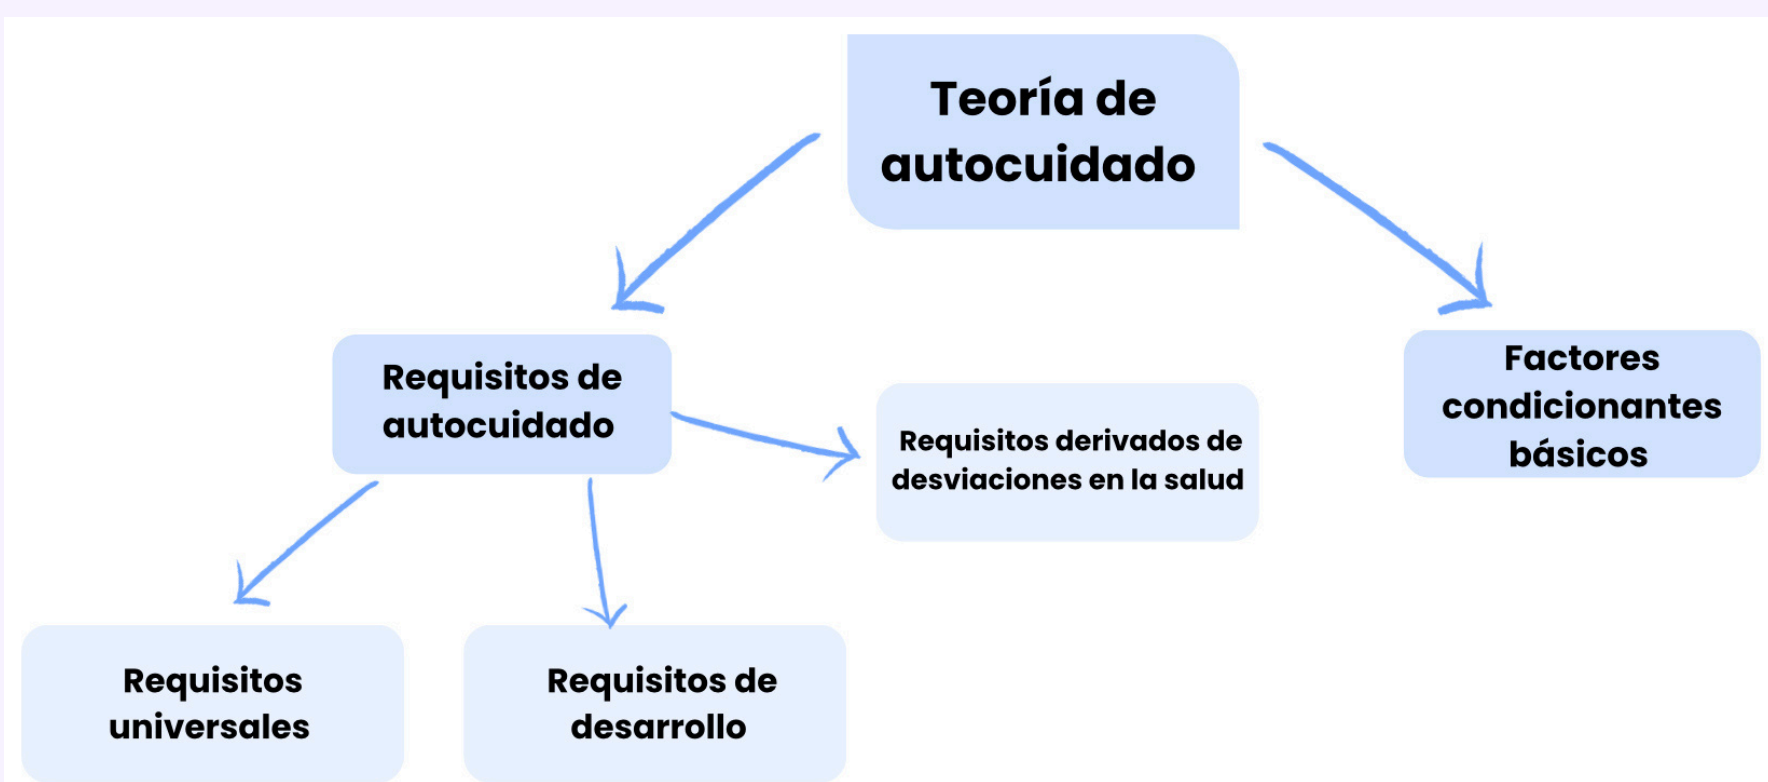 Teoría de
autocuidado
Requisitos de
autocuidado
Factores
condicionantes
básicos
Requisitos derivados de
desviaciones en la salud
Requisitos
universales
Requisitos de
desarrollo